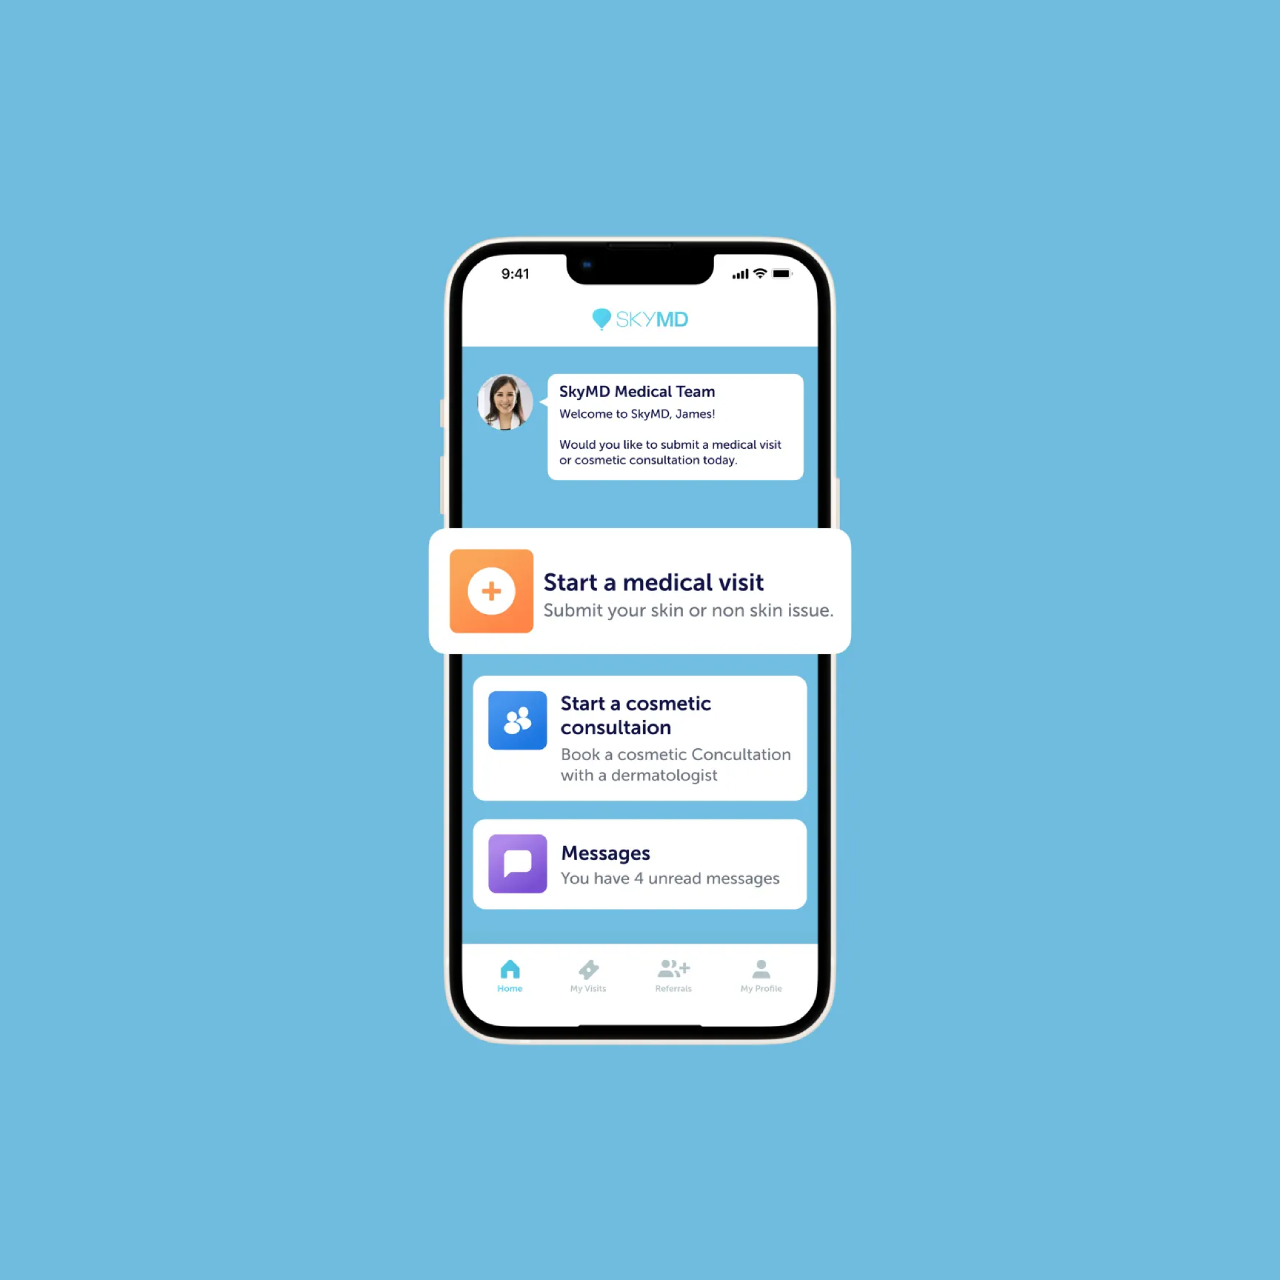 9:41
SKYMD
SkyMD Medical Team
Welcome to SkyMD, James!
Would you like to submit a medical visit
or cosmetic consultation today.
Start a medical visit
Submit your skin or non skin issue.
Start a cosmetic
consultaion
Book a cosmetic Concultation
with a dermatologist
Messages
You have 4 unread messages
Home
My Visits
Referrals
My Profile